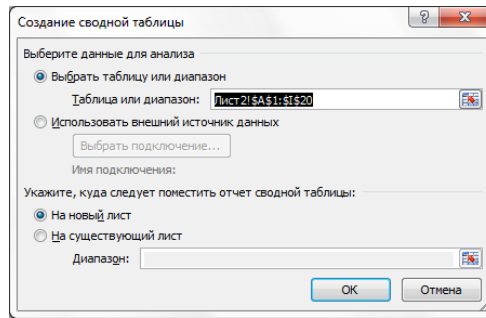 Создание сводной таблицы
Выберите данные для анализа
Выбрать таблицу или диапазон
Таблица или диапазон: Лист2!$A$1:$I$20
Использовать внешний источник данных
Выбрать подключение...
Имя подключения:
Укажите, куда следует поместить отчет сводной таблицы:
На новый лист
На существующий лист
Диапазон:
ОК Отмена